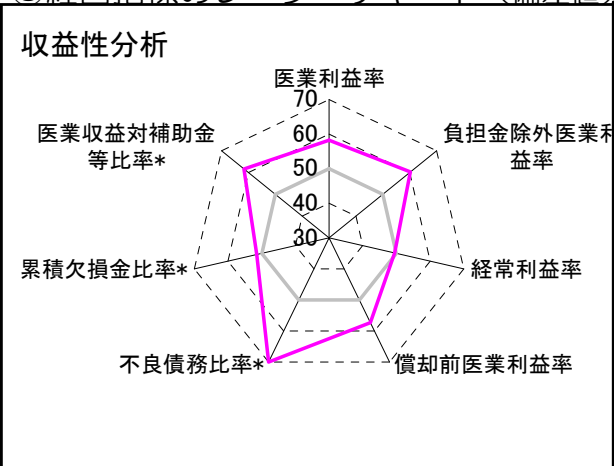 収益性分析
医業利益率
70
60
50
40
30
負担金除外医業利
益率
経常利益率
償却前医業利益率
不良債務比率*
累積欠損金比率*
医業収益対補助金
等比率*